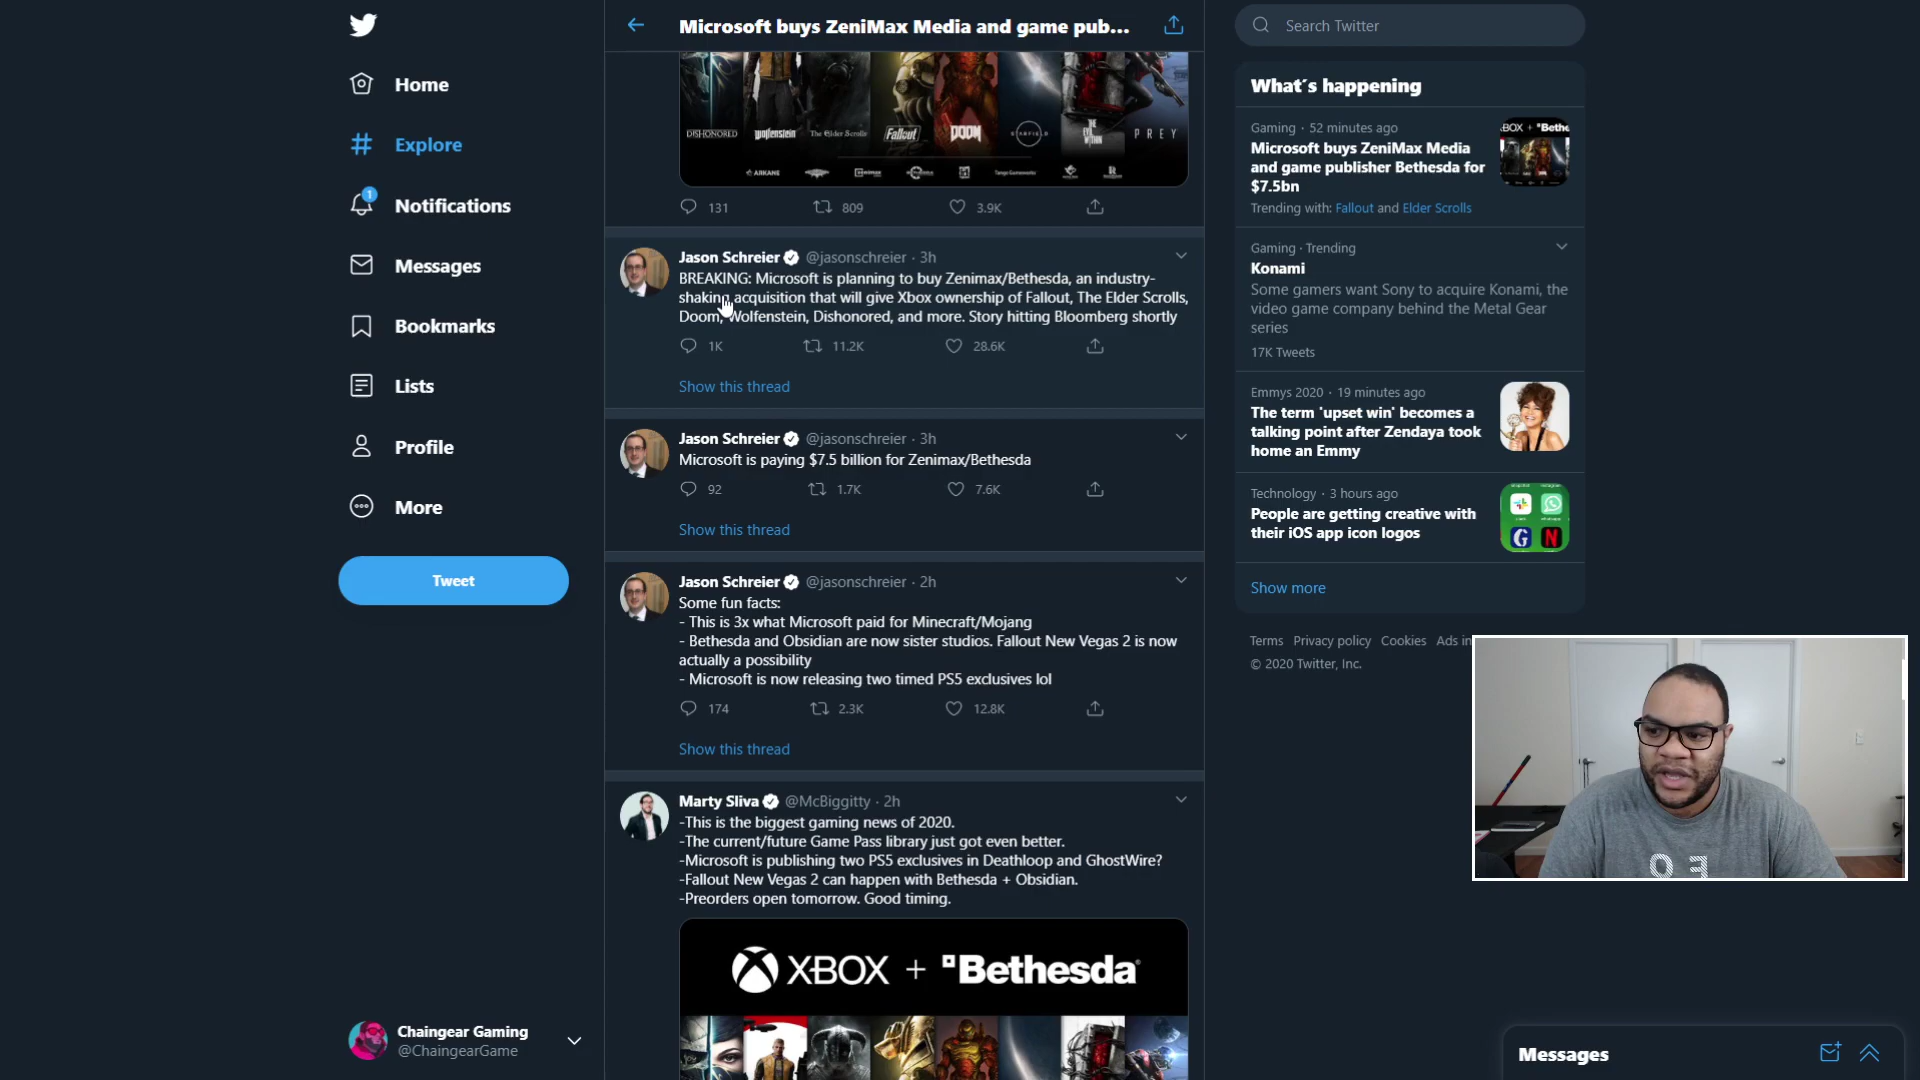 Home
Explore
1
Notifications
Messages
Bookmarks
Lists
Profile
More
Tweet
Chaingear Gaming
@ChaingearGame
Microsoft buys ZeniMax Media and game pub...
DISHONORED
Wolfenstein
The Elder Scrolls
Fallout
DOOM
STARFIELD
THE EVIL WITHIN
PREY
ARKANE
Tango Gameworks
131 809 3.9K
Jason Schreier @jasonschreier · 3h
BREAKING: Microsoft is planning to buy Zenimax/Bethesda, an industry-
shaking acquisition that will give Xbox ownership of Fallout, The Elder Scrolls,
Doom, Wolfenstein, Dishonored, and more. Story hitting Bloomberg shortly
1K 11.2K 28.6K
Show this thread
Jason Schreier @jasonschreier · 3h
Microsoft is paying $7.5 billion for Zenimax/Bethesda
92 1.7K 7.6K
Show this thread
Jason Schreier @jasonschreier · 2h
Some fun facts:
- This is 3x what Microsoft paid for Minecraft/Mojang
- Bethesda and Obsidian are now sister studios. Fallout New Vegas 2 is now
actually a possibility
- Microsoft is now releasing two timed PS5 exclusives lol
174 2.3K 12.8K
Show this thread
Marty Sliva @McBiggitty · 2h
-This is the biggest gaming news of 2020.
-The current/future Game Pass library just got even better.
-Microsoft is publishing two PS5 exclusives in Deathloop and GhostWire?
-Fallout New Vegas 2 can happen with Bethesda + Obsidian.
-Preorders open tomorrow. Good timing.
XBOX + Bethesda
Search Twitter
What's happening
Gaming · 52 minutes ago
Microsoft buys ZeniMax Media
and game publisher Bethesda for
$7.5bn
Trending with: Fallout and Elder Scrolls
BOX + Beth
Gaming · Trending
Konami
Some gamers want Sony to acquire Konami, the
video game company behind the Metal Gear
series
17K Tweets
Emmys 2020 · 19 minutes ago
The term 'upset win' becomes a
talking point after Zendaya took
home an Emmy
Technology · 3 hours ago
People are getting creative with
their iOS app icon logos
Show more
Terms Privacy policy Cookies Ads in
© 2020 Twitter, Inc.
Messages